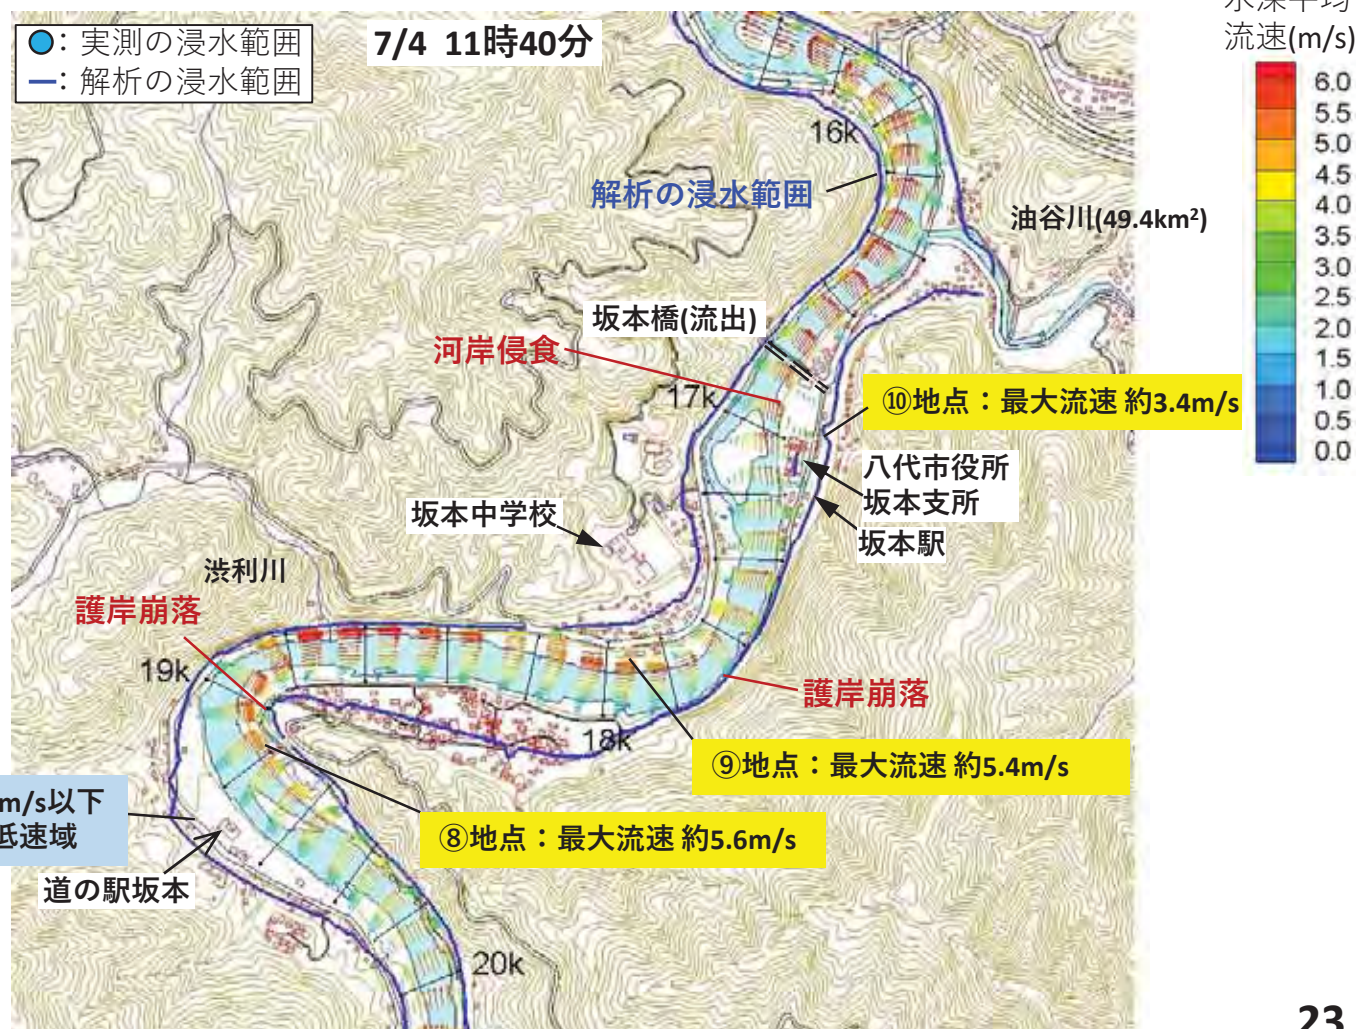 ●：実測の浸水範囲
ー：解析の浸水範囲
7/4 11時40分
水深平均
流速(m/s)
6.0
5.5
5.0
4.5
4.0
3.5
3.0
2.5
2.0
1.5
1.0
0.5
0.0
16k
解析の浸水範囲
油谷川(49.4km²)
坂本橋(流出)
河岸侵食
17k
⑩地点：最大流速 約3.4m/s
八代市役所
坂本支所
坂本駅
坂本中学校
渋利川
護岸崩落
19k
護岸崩落
18k
⑨地点：最大流速 約5.4m/s
m/s以下
低速域
⑧地点：最大流速 約5.6m/s
道の駅坂本
20k
23